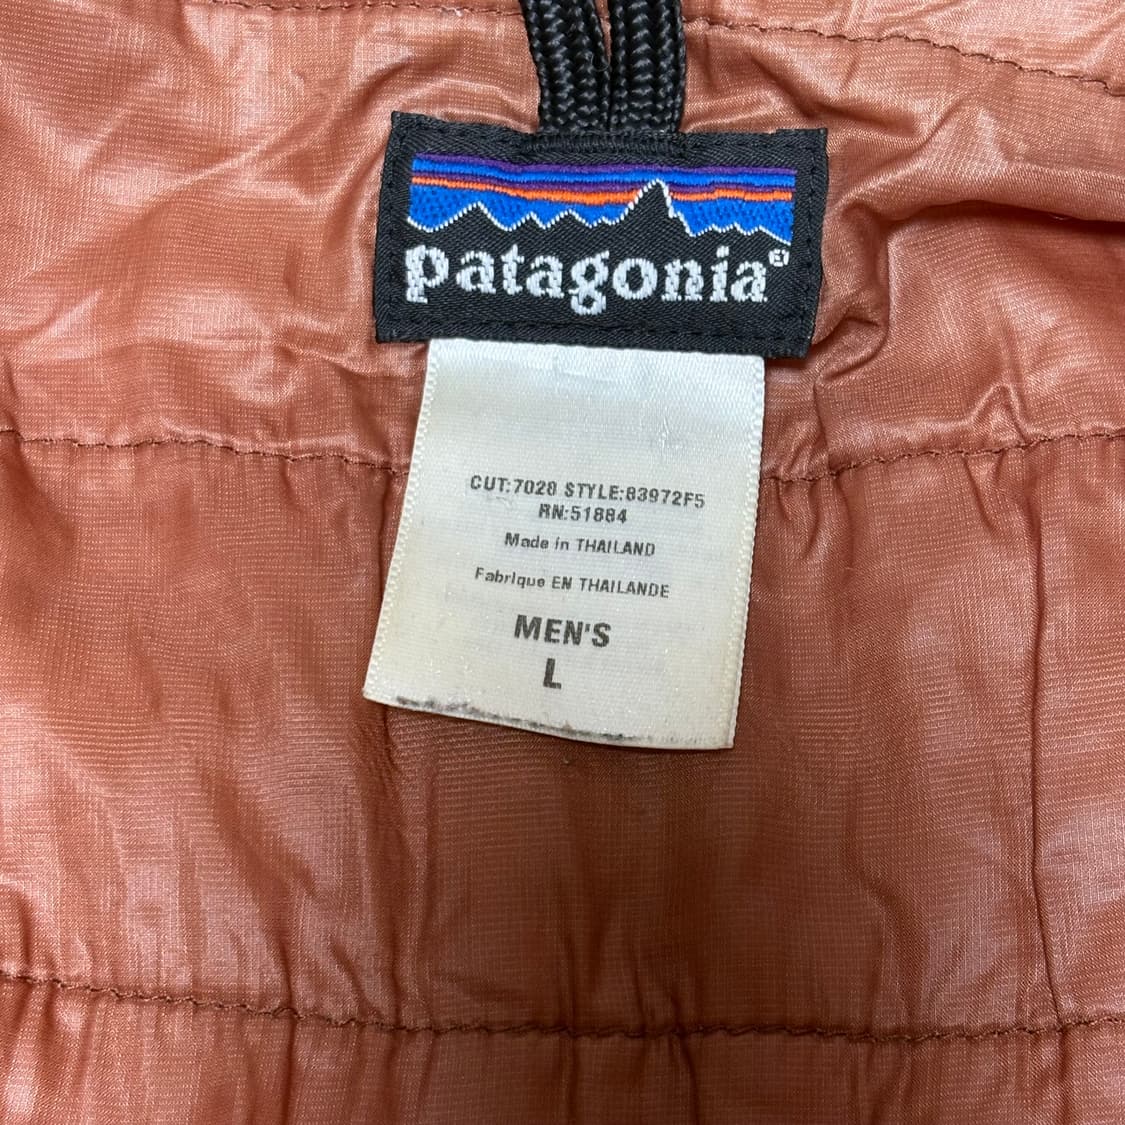 patagonia®
CUT:7028 STYLE:83972F5
RN:51884
Made in THAILAND
Fabrique EN THAILANDE
MEN'S
L